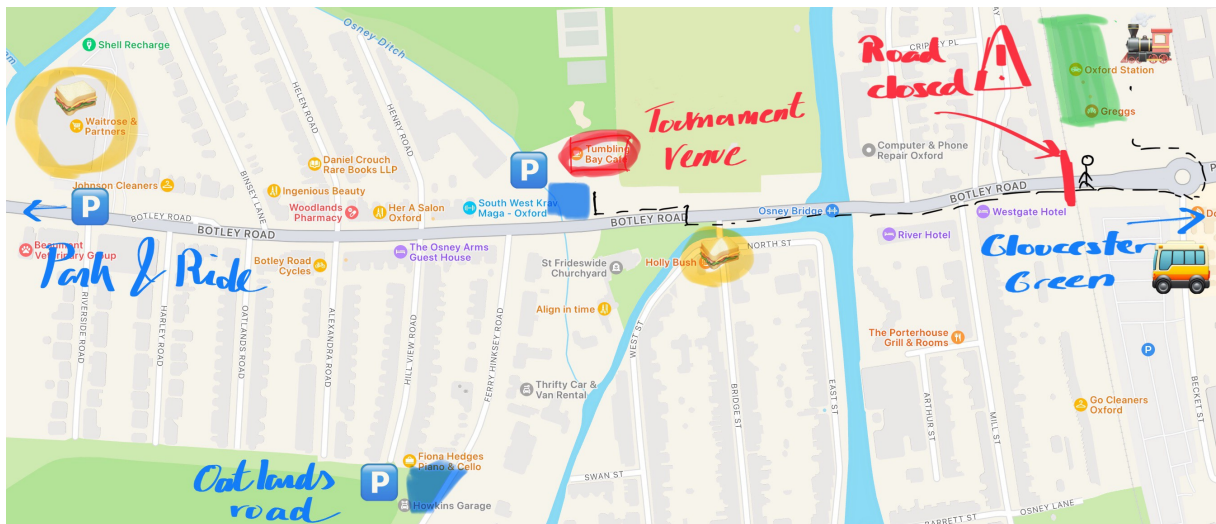 Osney Ditch
Shell Recharge
CRIPLEY PL
Road
closed
Oxford Station
Greggs
Waitrose &
Partners
HELEN ROAD
HENRY ROAD
Tournament
venue
Tumbling
Bay Cafe
Computer & Phone
Repair Oxford
Daniel Crouch
Rare Books LLP
P
Johnson Cleaners
BINSEY LANE
Ingenious Beauty
Woodlands
Pharmacy
Her A Salon
Oxford
South West Krav
Maga - Oxford
BOTLEY ROAD
P
BOTLEY ROAD
BOTLEY ROAD
BOTLEY ROAD
Osney Bridge
Westgate Hotel
River Hotel
Beaumont
Veterinary Group
Park & Ride
Botley Road
Cycles
The Osney Arms
Guest House
St Frideswide
Churchyard
Holly Bush
NORTH ST
Gloucester
Green
RIVERSIDE ROAD
HARLEY ROAD
OATLANDS ROAD
ALEXANDRA ROAD
HILL VIEW ROAD
FERRY HINKSEY ROAD
Align in time
WEST ST
BRIDGE ST
EAST ST
The Porterhouse
Grill & Rooms
P
Thrifty Car &
Van Rental
ARTHUR ST
MILL ST
BECKET ST
Go Cleaners
Oxford
Fiona Hedges
Piano & Cello
Oatlands
road
P
Howkins Garage
SWAN ST
BARRETT ST
OSNEY LANE